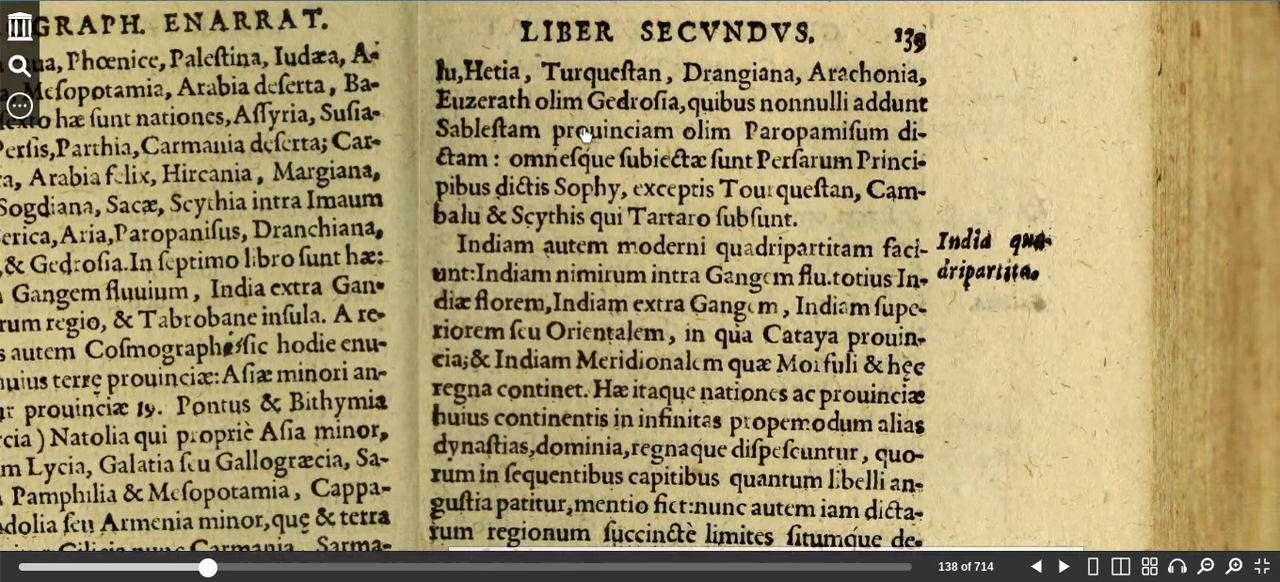 GRAPH. ENARRAT.
Phœnice, Paleſtina, Iudæa, A-
Meſopotamia, Arabia deſerta, Ba-
hæ ſunt nationes, Aſſyria, Suſia-
Perſis, Parthia, Carmania deſerta; Car-
Arabia felix, Hircania, Margiana,
Sogdiana, Sacæ, Scythia intra Imaum
erica, Aria, Paropaniſus, Dranchiana,
& Gedroſia. In ſeptimo libro ſunt hæ:
Gangem fluuium, India extra Gan-
rum regio, & Tabrobane inſula. A re-
s autem Coſmographis ſic hodie enu-
huius terrę prouinciæ: Aſiæ minori an-
prouinciæ 19. Pontus & Bithymia
cia) Natolia qui propriè Aſia minor,
m Lycia, Galatia ſeu Gallogræcia, Sa-
Pamphilia & Meſopotamia, Cappa-
adolia ſeu Armenia minor, quę & terra
Cilicia nunc Carmania, Sarma-
LIBER SECVNDVS. 139
lu, Hetia, Turqueſtan, Drangiana, Arachonia,
Euzerath olim Gedroſia, quibus nonnulli addunt
Sableſtam prouinciam olim Paropamiſum di-
ctam: omneſque ſubiectæ ſunt Perſarum Princi-
pibus dictis Sophy, exceptis Tourqueſtan, Cam-
balu & Scythis qui Tartaro ſubſunt.
Indiam autem moderni quadripartitam faci-
unt: Indiam nimirum intra Gangem flu. totius In-
diæ florem, Indiam extra Gangem, Indiam ſupe-
riorem ſeu Orientalem, in qua Cataya prouin-
cia; & Indiam Meridionalem quæ Morfuli & hęc
regna continet. Hæ itaque nationes ac prouinciæ
huius continentis in infinitas propemodum alias
dynaſtias, dominia, regnaque diſpeſcuntur, quo-
rum in ſequentibus capitibus quantum libelli an-
guſtia patitur, mentio fiet: nunc autem iam dicta-
rum regionum ſuccinctè limites ſitumque de-
India qua-
dripartita.
138 of 714